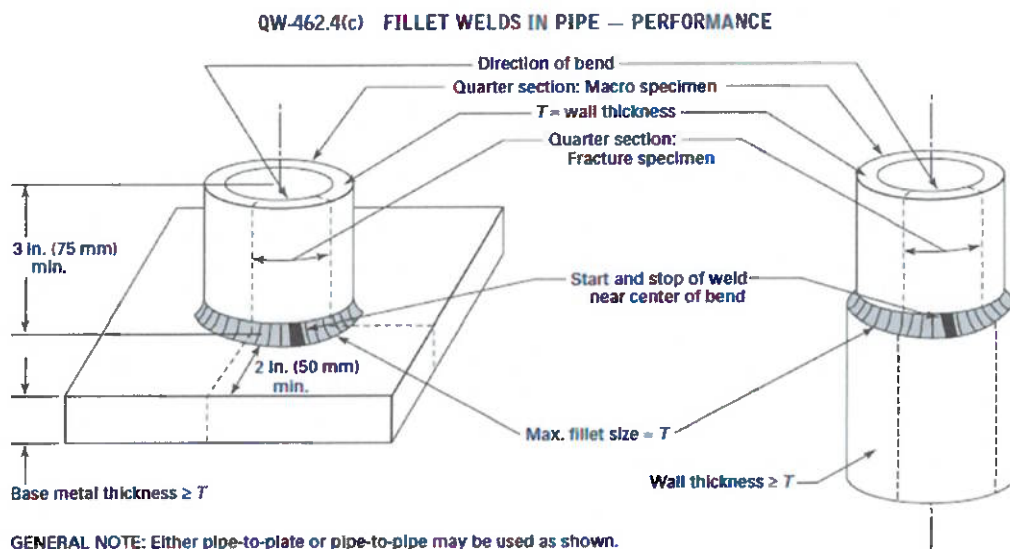 QW-462.4(c) FILLET WELDS IN PIPE — PERFORMANCE
Direction of bend
Quarter section: Macro specimen
T = wall thickness
Quarter section:
Fracture specimen
3 in. (75 mm)
min.
Start and stop of weld
near center of bend
2 in. (50 mm)
min.
Max. fillet size = T
Wall thickness ≥ T
Base metal thickness ≥ T
GENERAL NOTE: Either pipe-to-plate or pipe-to-pipe may be used as shown.